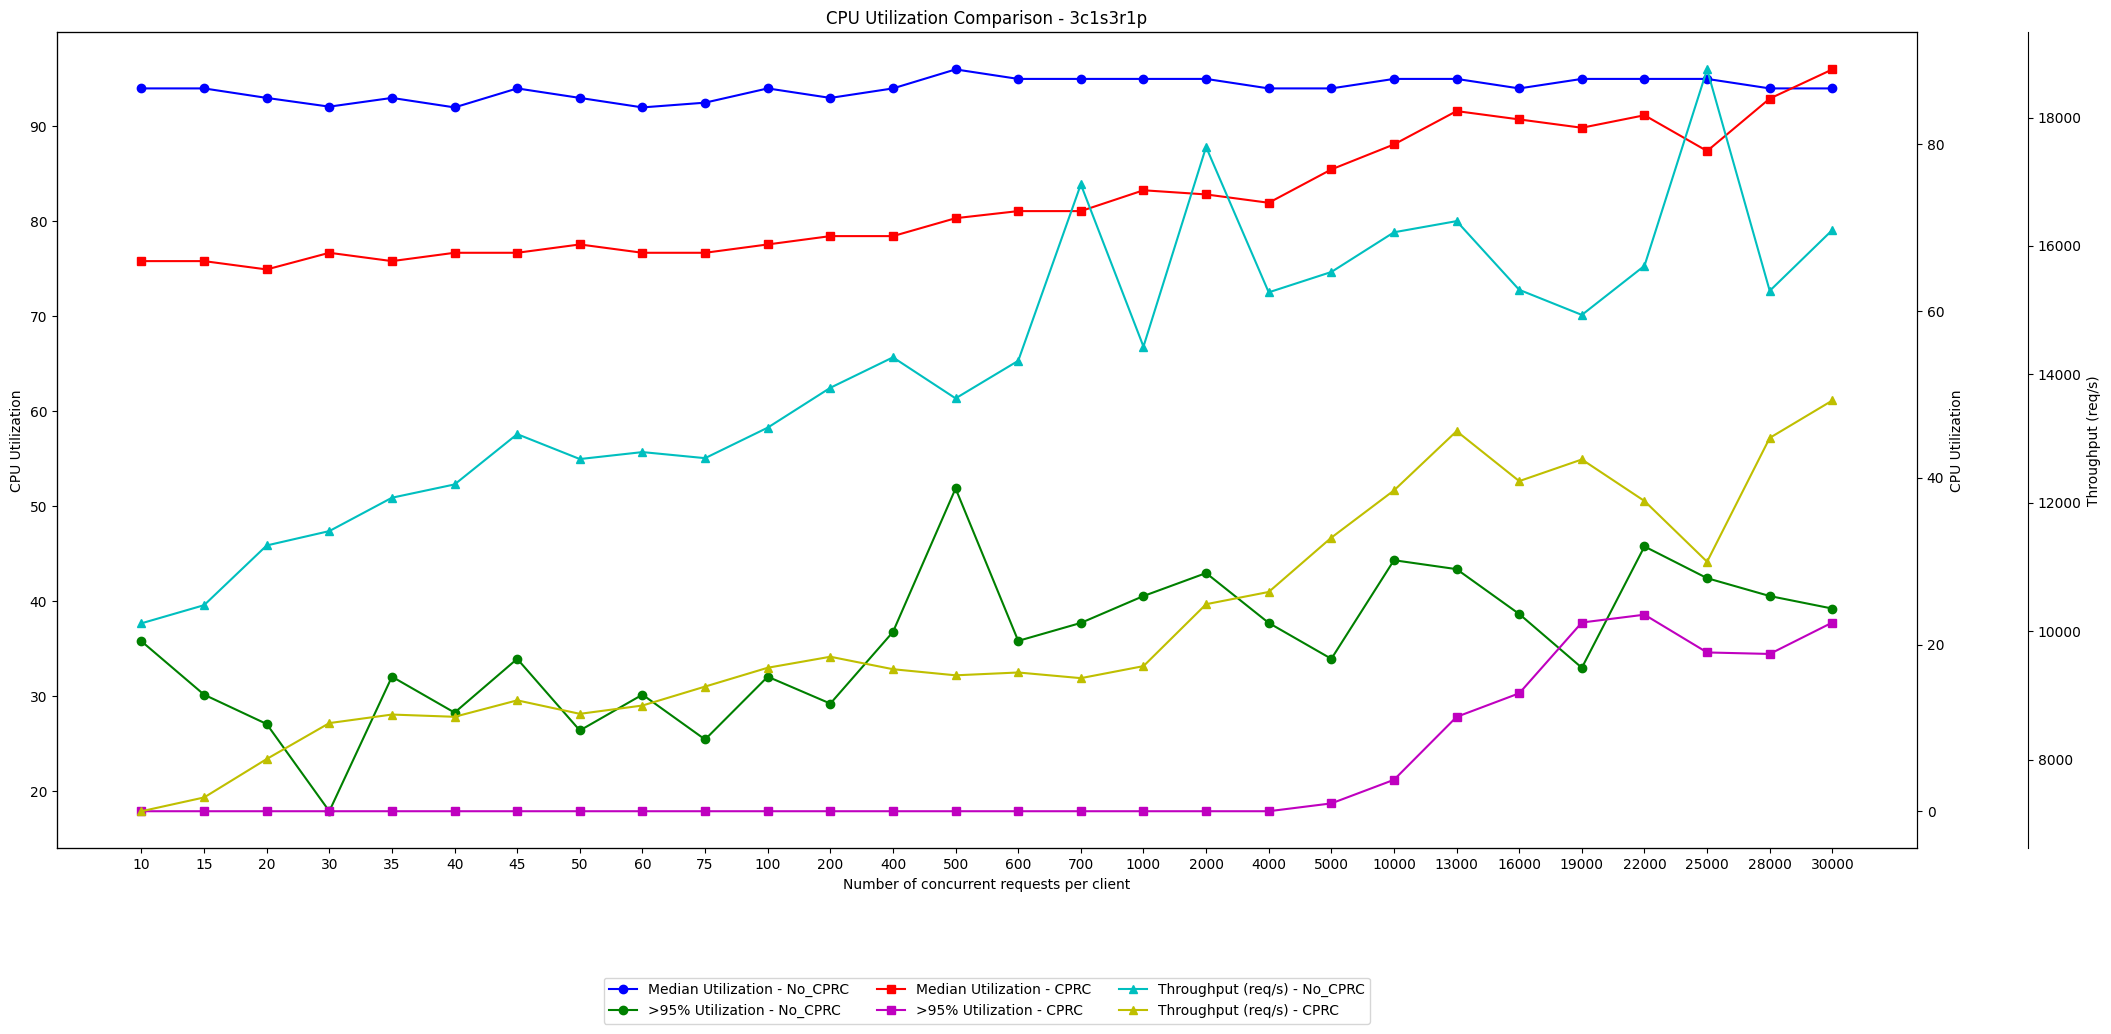 CPU Utilization Comparison - 3c1s3r1p
CPU Utilization
90
80
70
60
50
40
30
20
80
60
40
20
0
CPU Utilization
18000
16000
14000
12000
10000
8000
Throughput (req/s)
10 15 20 30 35 40 45 50 60 75 100 200 400 500 600 700 1000 2000 4000 5000 10000 13000 16000 19000 22000 25000 28000 30000
Number of concurrent requests per client
Median Utilization - No_CPRC Median Utilization - CPRC Throughput (req/s) - No_CPRC
>95% Utilization - No_CPRC >95% Utilization - CPRC Throughput (req/s) - CPRC